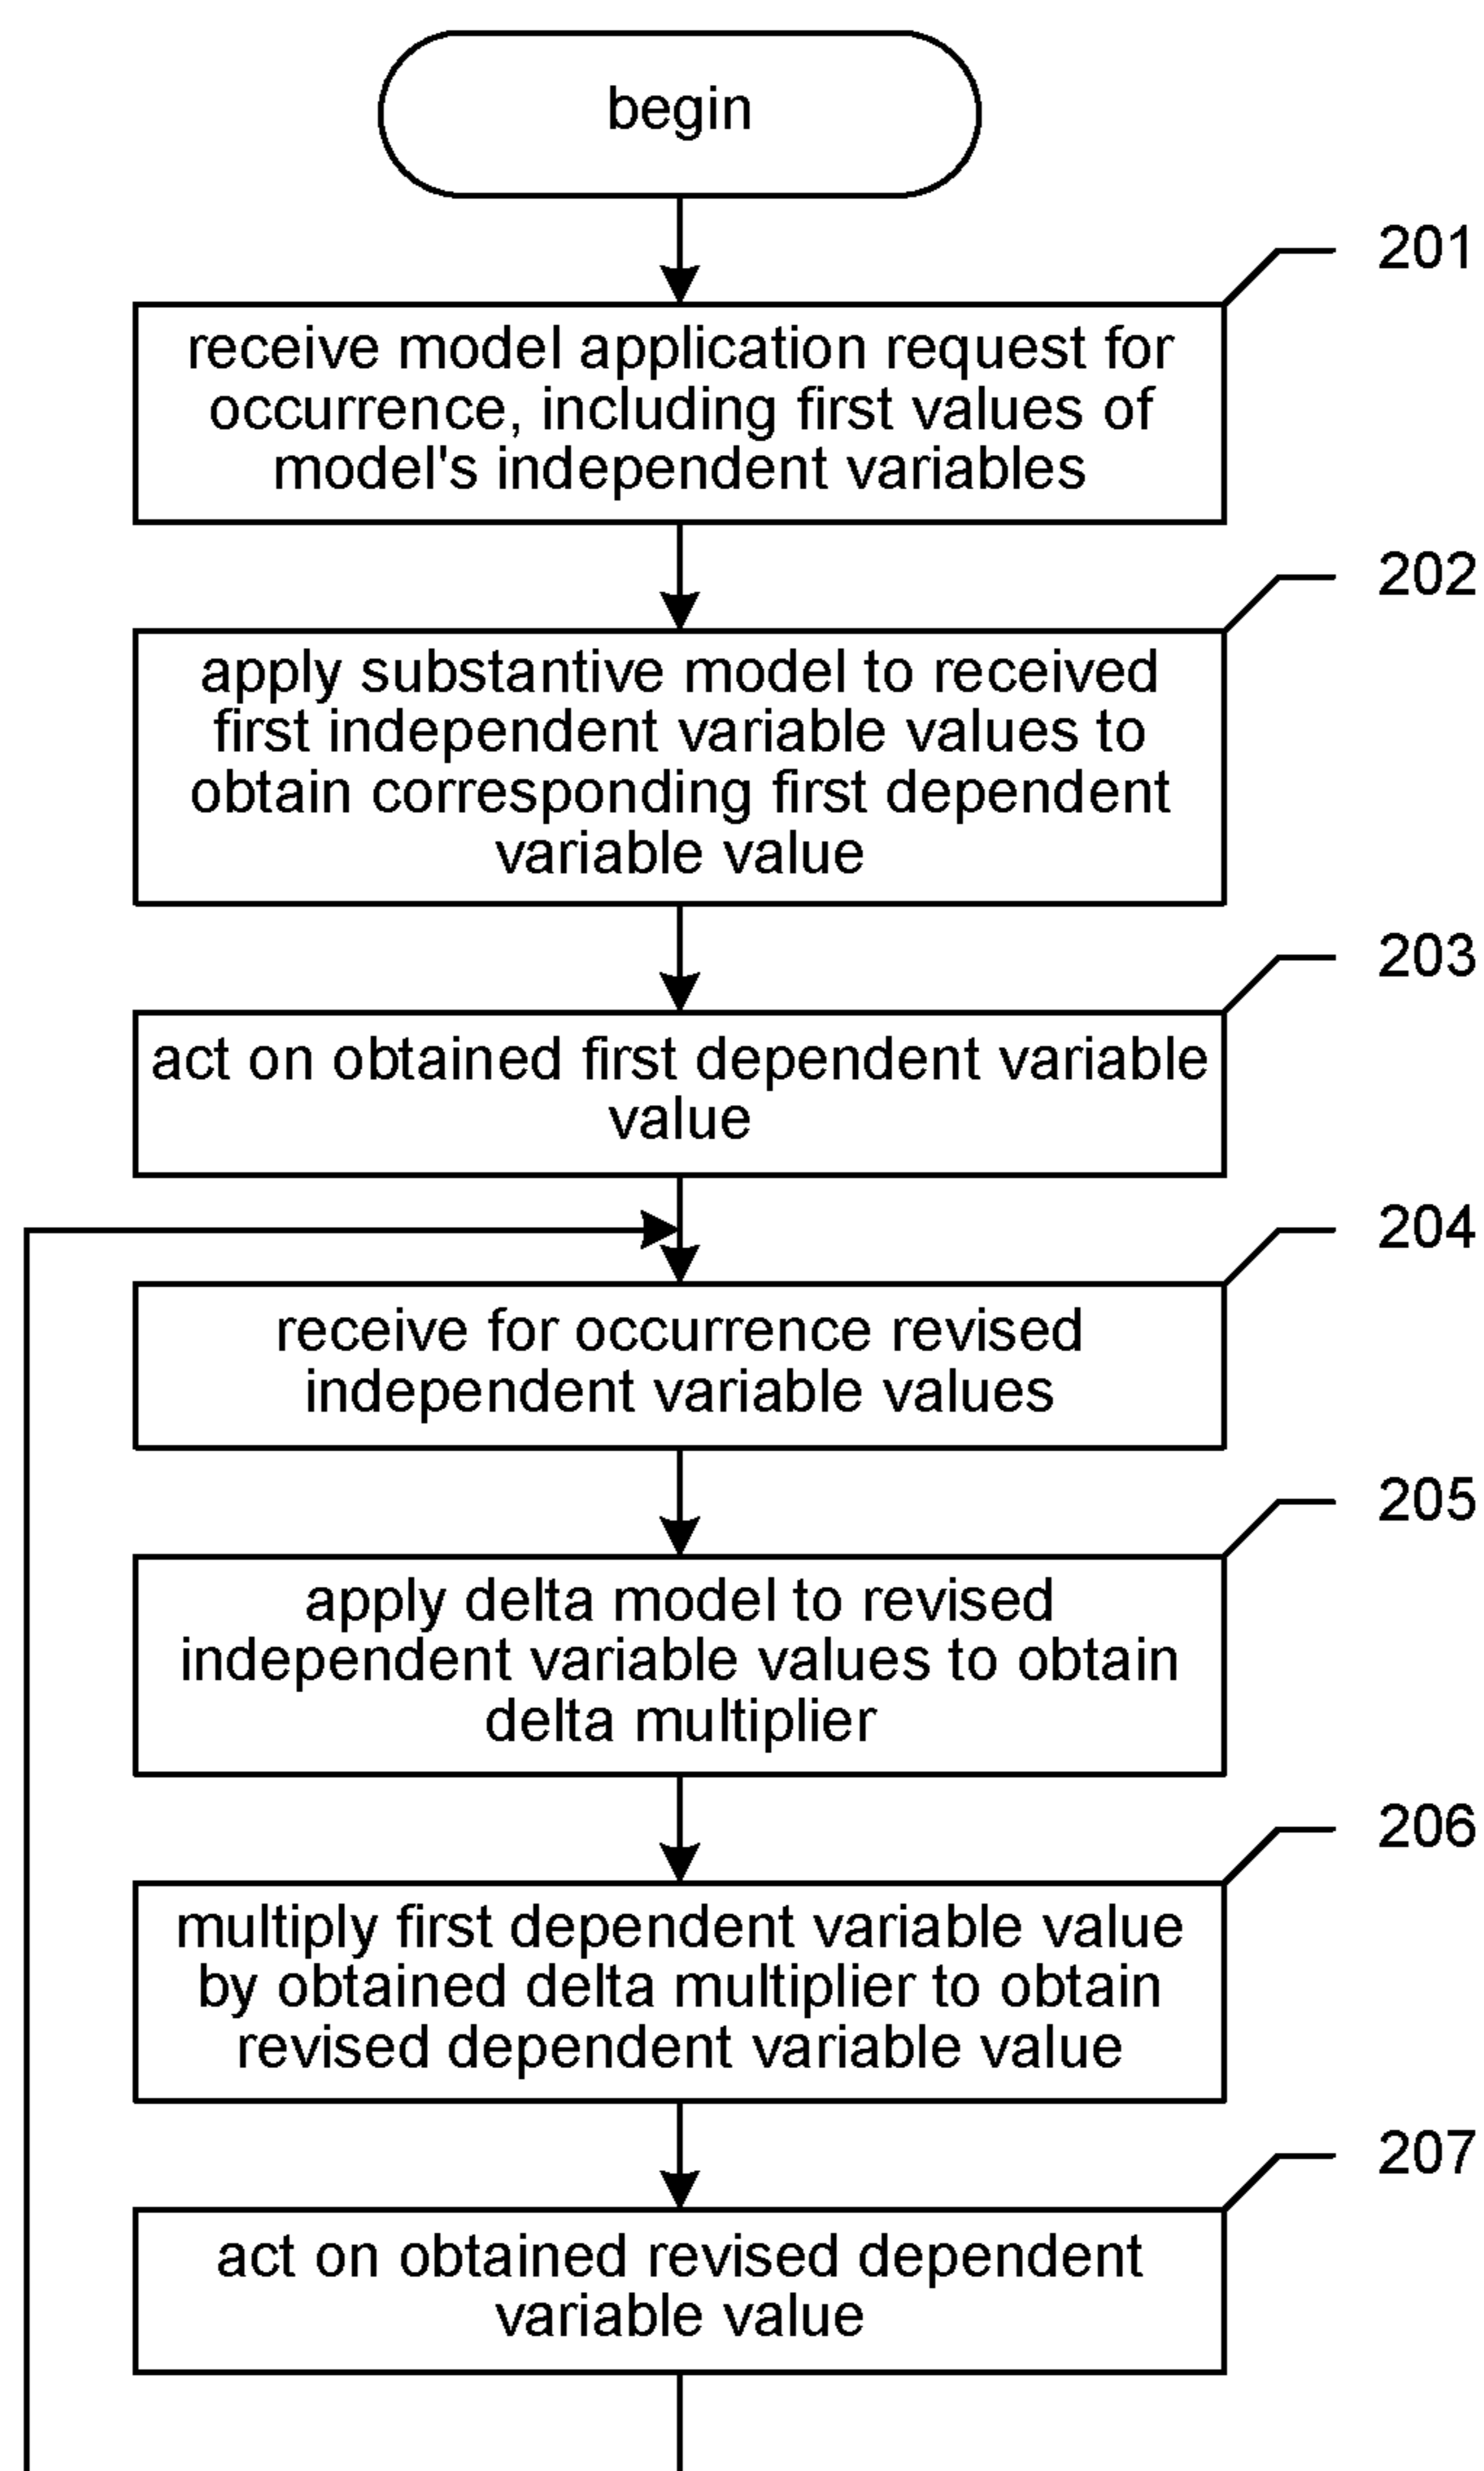 begin
201
receive model application request for
occurrence, including first values of
model's independent variables
202
apply substantive model to received
first independent variable values to
obtain corresponding first dependent
variable value
203
act on obtained first dependent variable
value
204
receive for occurrence revised
independent variable values
205
apply delta model to revised
independent variable values to obtain
delta multiplier
206
multiply first dependent variable value
by obtained delta multiplier to obtain
revised dependent variable value
207
act on obtained revised dependent
variable value